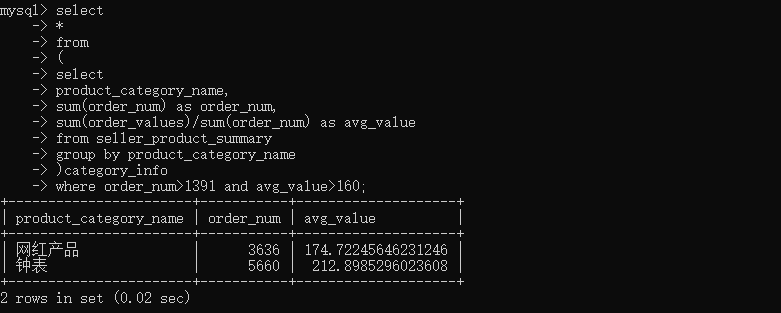 mysql> select
    -> *
    -> from
    -> (
    -> select
    -> product_category_name,
    -> sum(order_num) as order_num,
    -> sum(order_values)/sum(order_num) as avg_value
    -> from seller_product_summary
    -> group by product_category_name
    -> )category_info
    -> where order_num>1391 and avg_value>160;
+-----------------------+-----------+--------------------+
| product_category_name | order_num | avg_value          |
+-----------------------+-----------+--------------------+
| 网红产品              |      3636 | 174.72245646231246 |
| 钟表                  |      5660 |  212.8985296023608 |
+-----------------------+-----------+--------------------+
2 rows in set (0.02 sec)